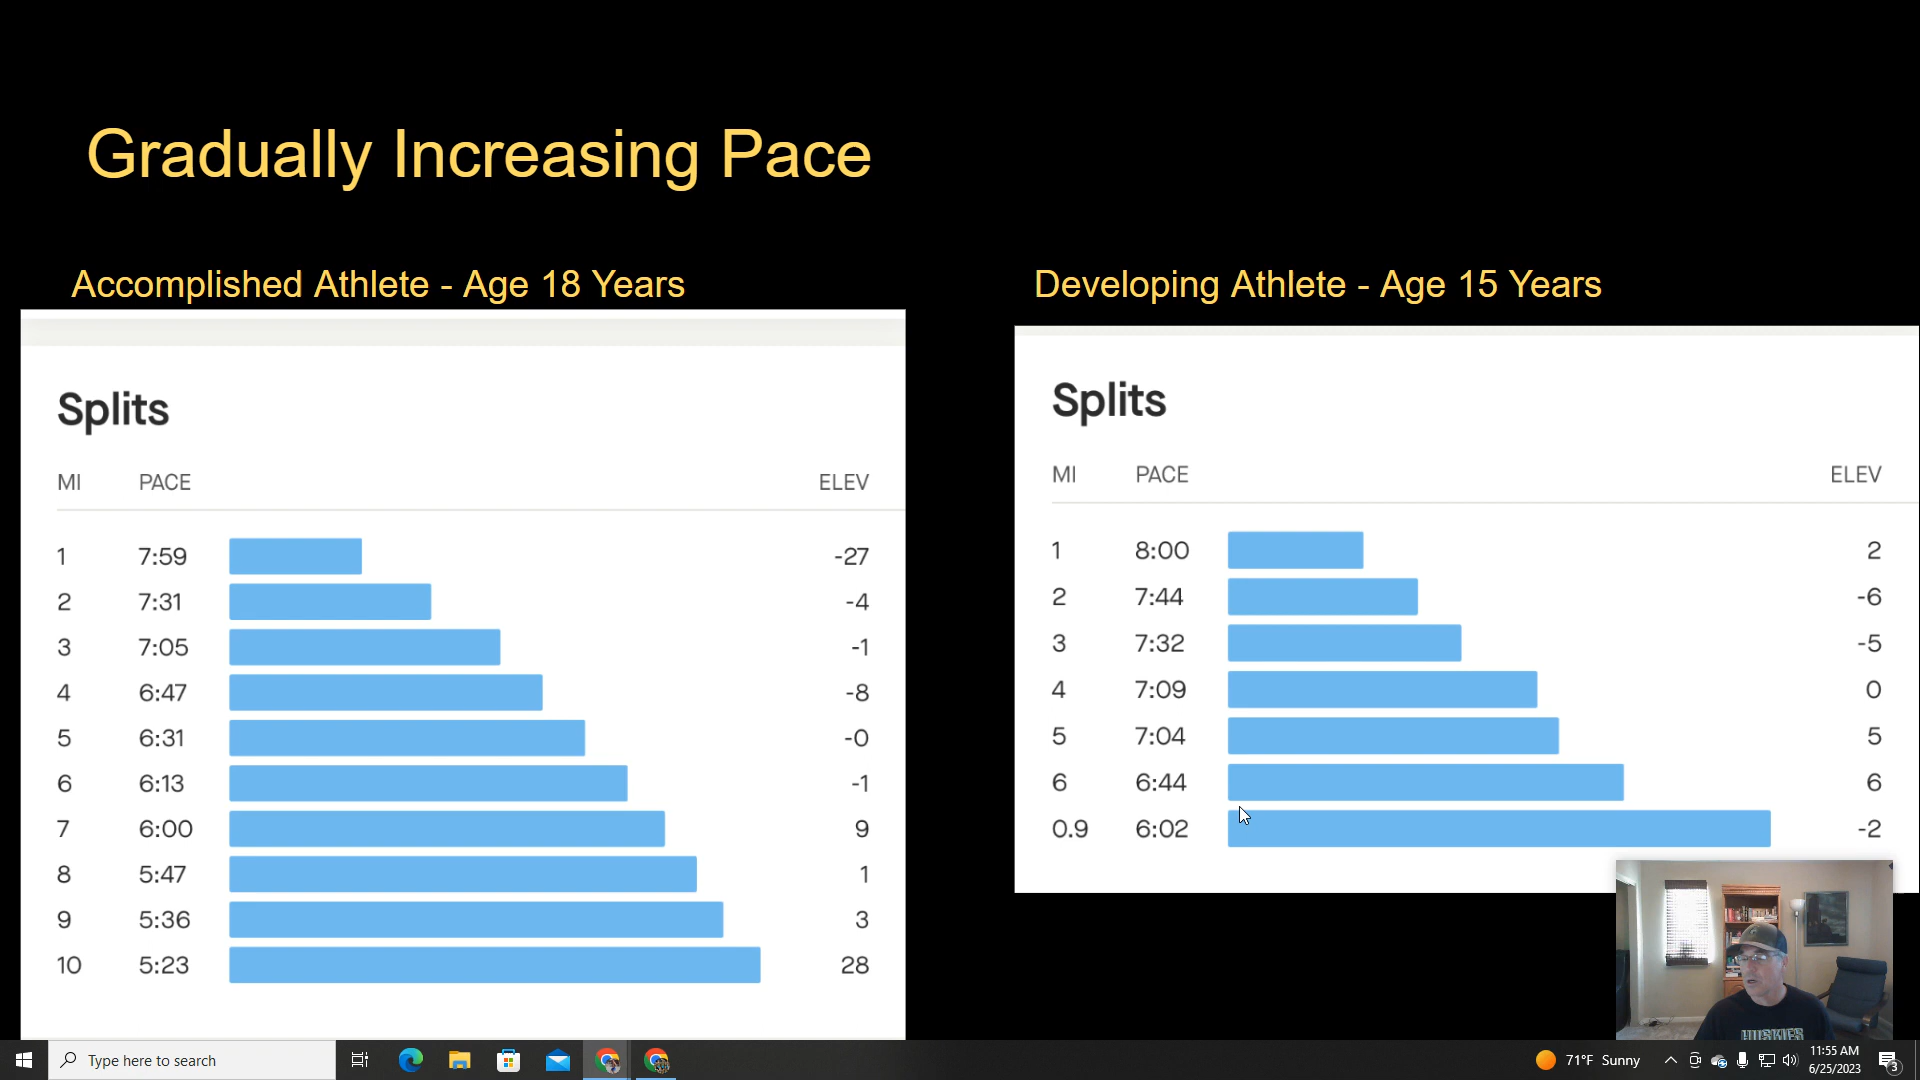 Gradually Increasing Pace
Accomplished Athlete - Age 18 Years
Splits
MI PACE ELEV
1 7:59 -27
2 7:31 -4
3 7:05 -1
4 6:47 -8
5 6:31 -0
6 6:13 -1
7 6:00 9
8 5:47 1
9 5:36 3
10 5:23 28
Developing Athlete - Age 15 Years
Splits
MI PACE ELEV
1 8:00 2
2 7:44 -6
3 7:32 -5
4 7:09 0
5 7:04 5
6 6:44 6
0.9 6:02 -2
HUSKIES
Type here to search
71°F Sunny
11:55 AM
6/25/2023
3